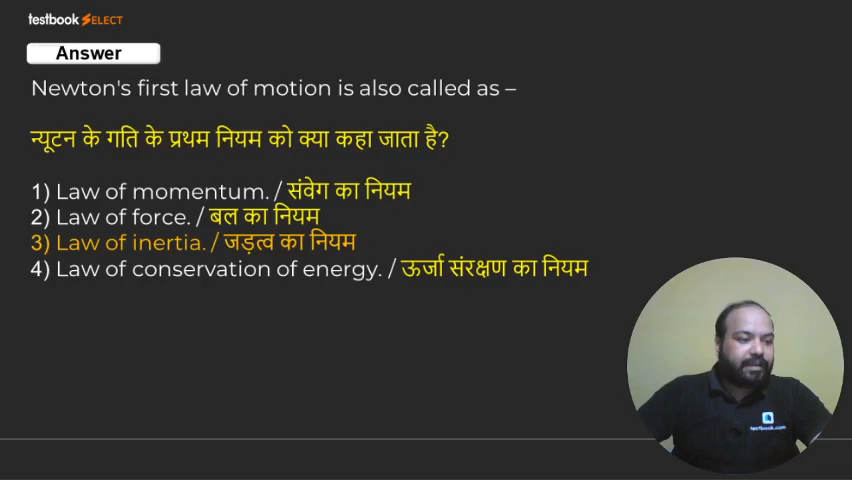 testbook SELECT
Answer
Newton's first law of motion is also called as –
न्यूटन के गति के प्रथम नियम को क्या कहा जाता है?
1) Law of momentum. / संवेग का नियम
2) Law of force. / बल का नियम
3) Law of inertia. / जड़त्व का नियम
4) Law of conservation of energy. / ऊर्जा संरक्षण का नियम
testbook.com